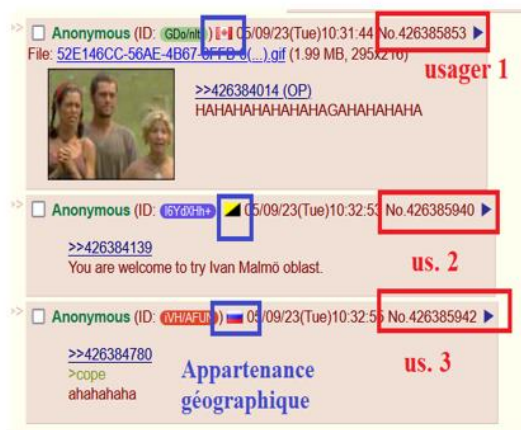 Anonymous (ID: GDo/nlt) 05/09/23(Tue)10:31:44 No.426385853
File: 52E146CC-56AE-4B67-8FFD-6(...).gif (1.99 MB, 295x216)
usager 1
>>426384014 (OP)
HAHAHAHAHAHAHAGAHAHAHAHA
Anonymous (ID: I6YdXHh+) 05/09/23(Tue)10:32:53 No.426385940
>>426384139
You are welcome to try Ivan Malmö oblast.
us. 2
Anonymous (ID: iVH/AFUN) 05/09/23(Tue)10:32:55 No.426385942
>>426384780
>cope
ahahahaha
us. 3
Appartenance
géographique